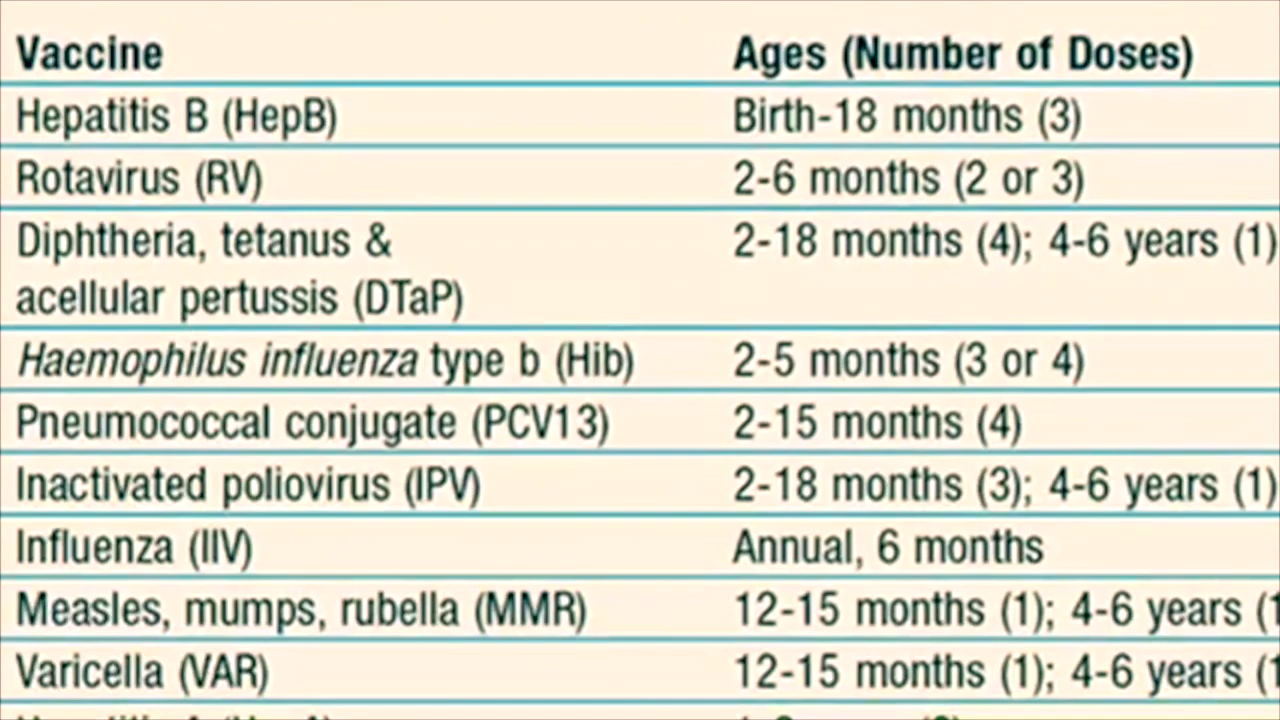 Vaccine Ages (Number of Doses)
Hepatitis B (HepB) Birth-18 months (3)
Rotavirus (RV) 2-6 months (2 or 3)
Diphtheria, tetanus & 2-18 months (4); 4-6 years (1)
acellular pertussis (DTaP)
Haemophilus influenza type b (Hib) 2-5 months (3 or 4)
Pneumococcal conjugate (PCV13) 2-15 months (4)
Inactivated poliovirus (IPV) 2-18 months (3); 4-6 years (1)
Influenza (IIV) Annual, 6 months
Measles, mumps, rubella (MMR) 12-15 months (1); 4-6 years (1
Varicella (VAR) 12-15 months (1); 4-6 years (1